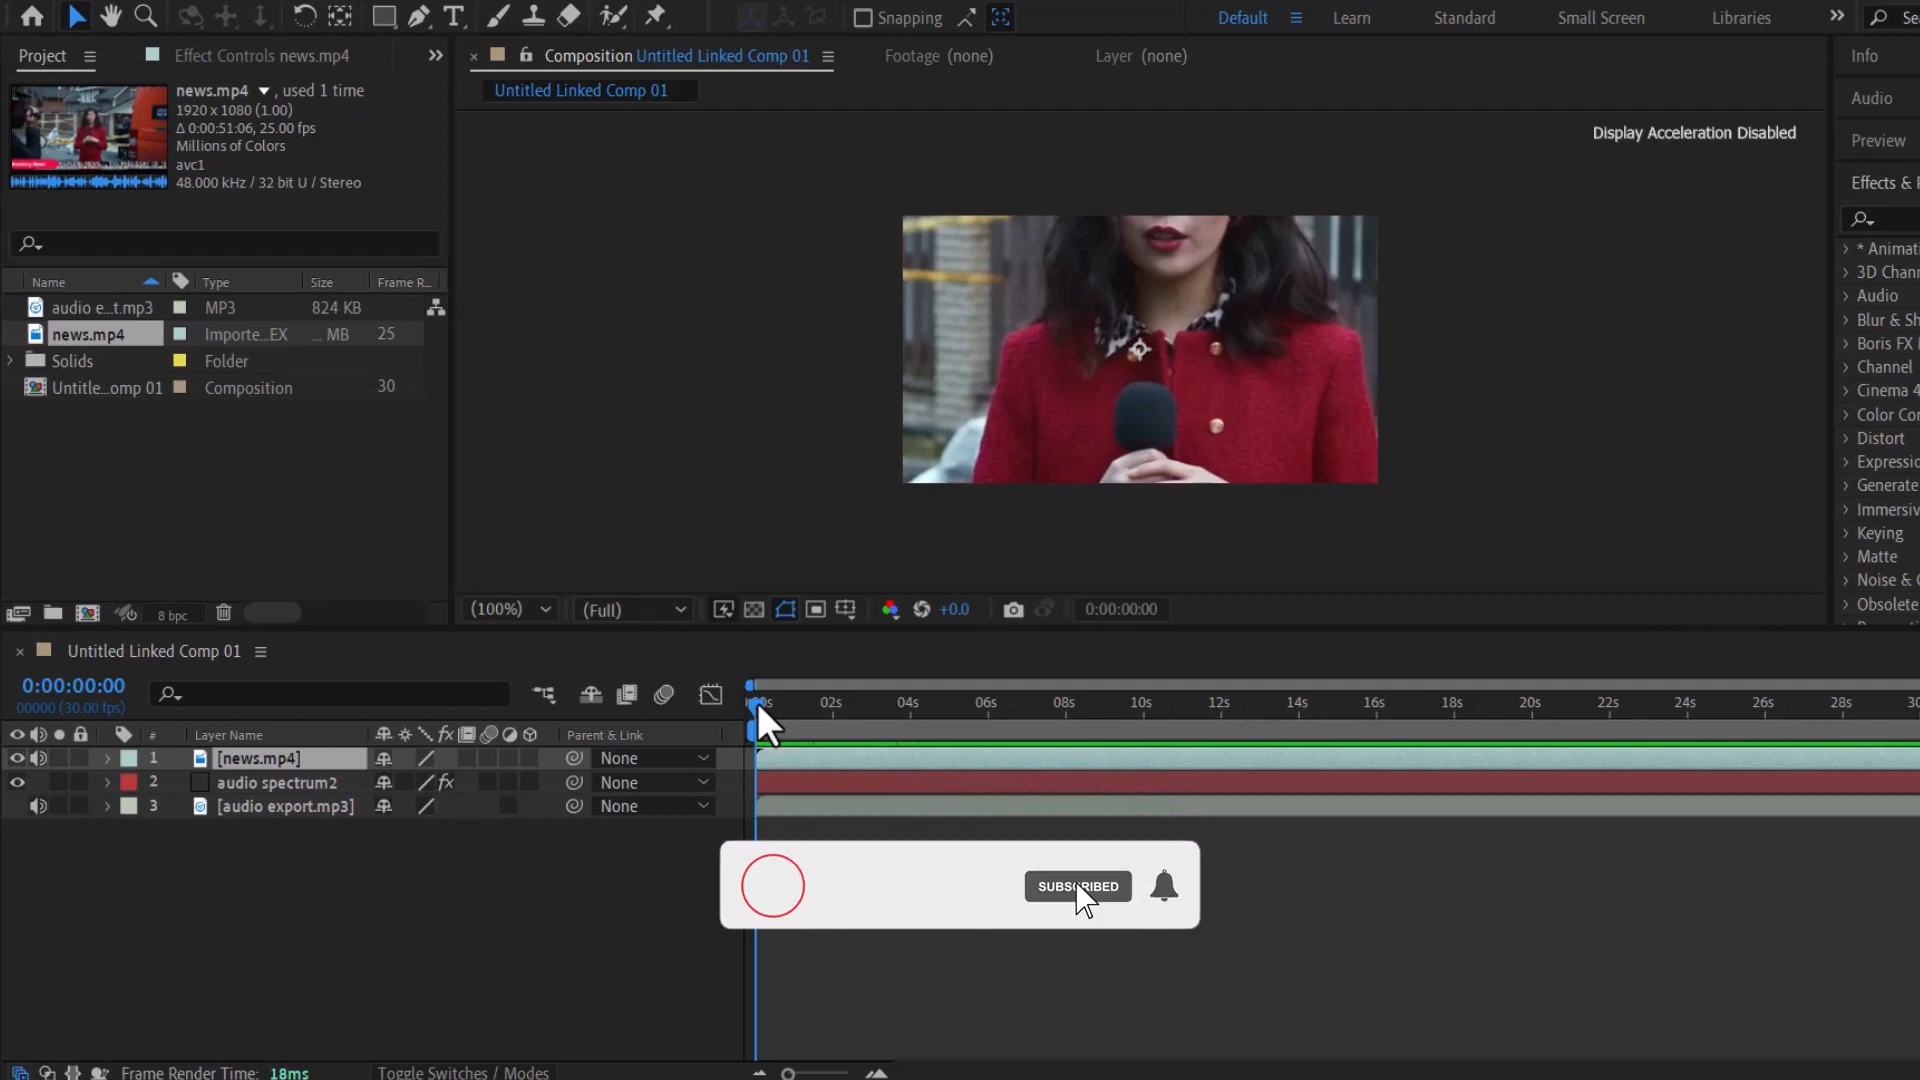 Snapping
Default
Learn
Standard
Small Screen
Libraries
Project
Effect Controls news.mp4
Composition Untitled Linked Comp 01
Footage (none)
Layer (none)
Info
Untitled Linked Comp 01
news.mp4 , used 1 time
1920 x 1080 (1.00)
Δ 0:00:51:06, 25.00 fps
Millions of Colors
avc1
48.000 kHz / 32 bit U / Stereo
Audio
Display Acceleration Disabled
Preview
Effects &
Name Type Size Frame R...
audio e...t.mp3 MP3 824 KB
news.mp4 Importe...EX ... MB 25
Solids Folder
Untitle...omp 01 Composition 30
* Animati
3D Chan
Audio
Blur & Sh
Boris FX
Channel
Cinema 4
Color Cor
Distort
Expressio
Generate
Immersiv
Keying
Matte
Noise &
Obsolete
8 bpc
(100%)
(Full)
+0.0
0:00:00:00
Untitled Linked Comp 01
0:00:00:00
00000 (30.00 fps)
02s 04s 06s 08s 10s 12s 14s 16s 18s 20s 22s 24s 26s 28s 30
# Layer Name fx Parent & Link
1 [news.mp4] None
2 audio spectrum2 fx None
3 [audio export.mp3] None
SUBSCRIBED
Frame Render Time: 18ms
Toggle Switches / Modes